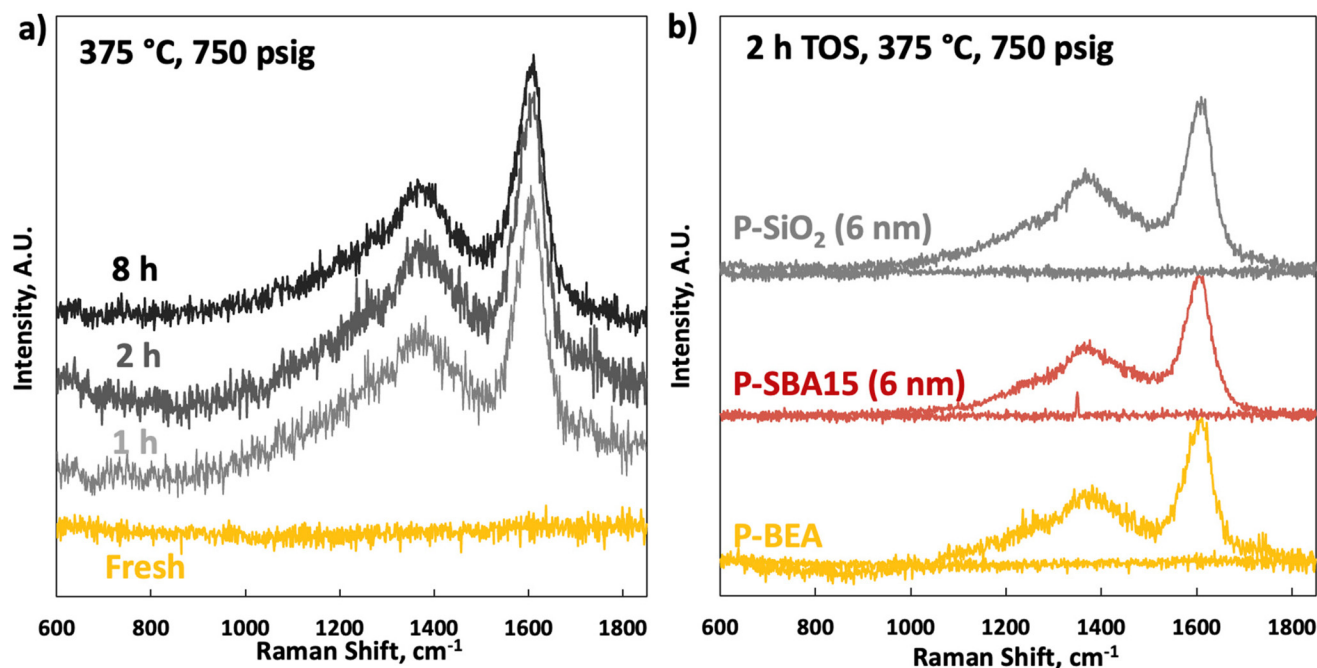 a)
375 °C, 750 psig
8 h
2 h
1 h
Fresh
Intensity, A.U.
600 800 1000 1200 1400 1600 1800
Raman Shift, cm⁻¹
b)
2 h TOS, 375 °C, 750 psig
P-SiO₂ (6 nm)
P-SBA15 (6 nm)
P-BEA
Intensity, A.U.
600 800 1000 1200 1400 1600 1800
Raman Shift, cm⁻¹